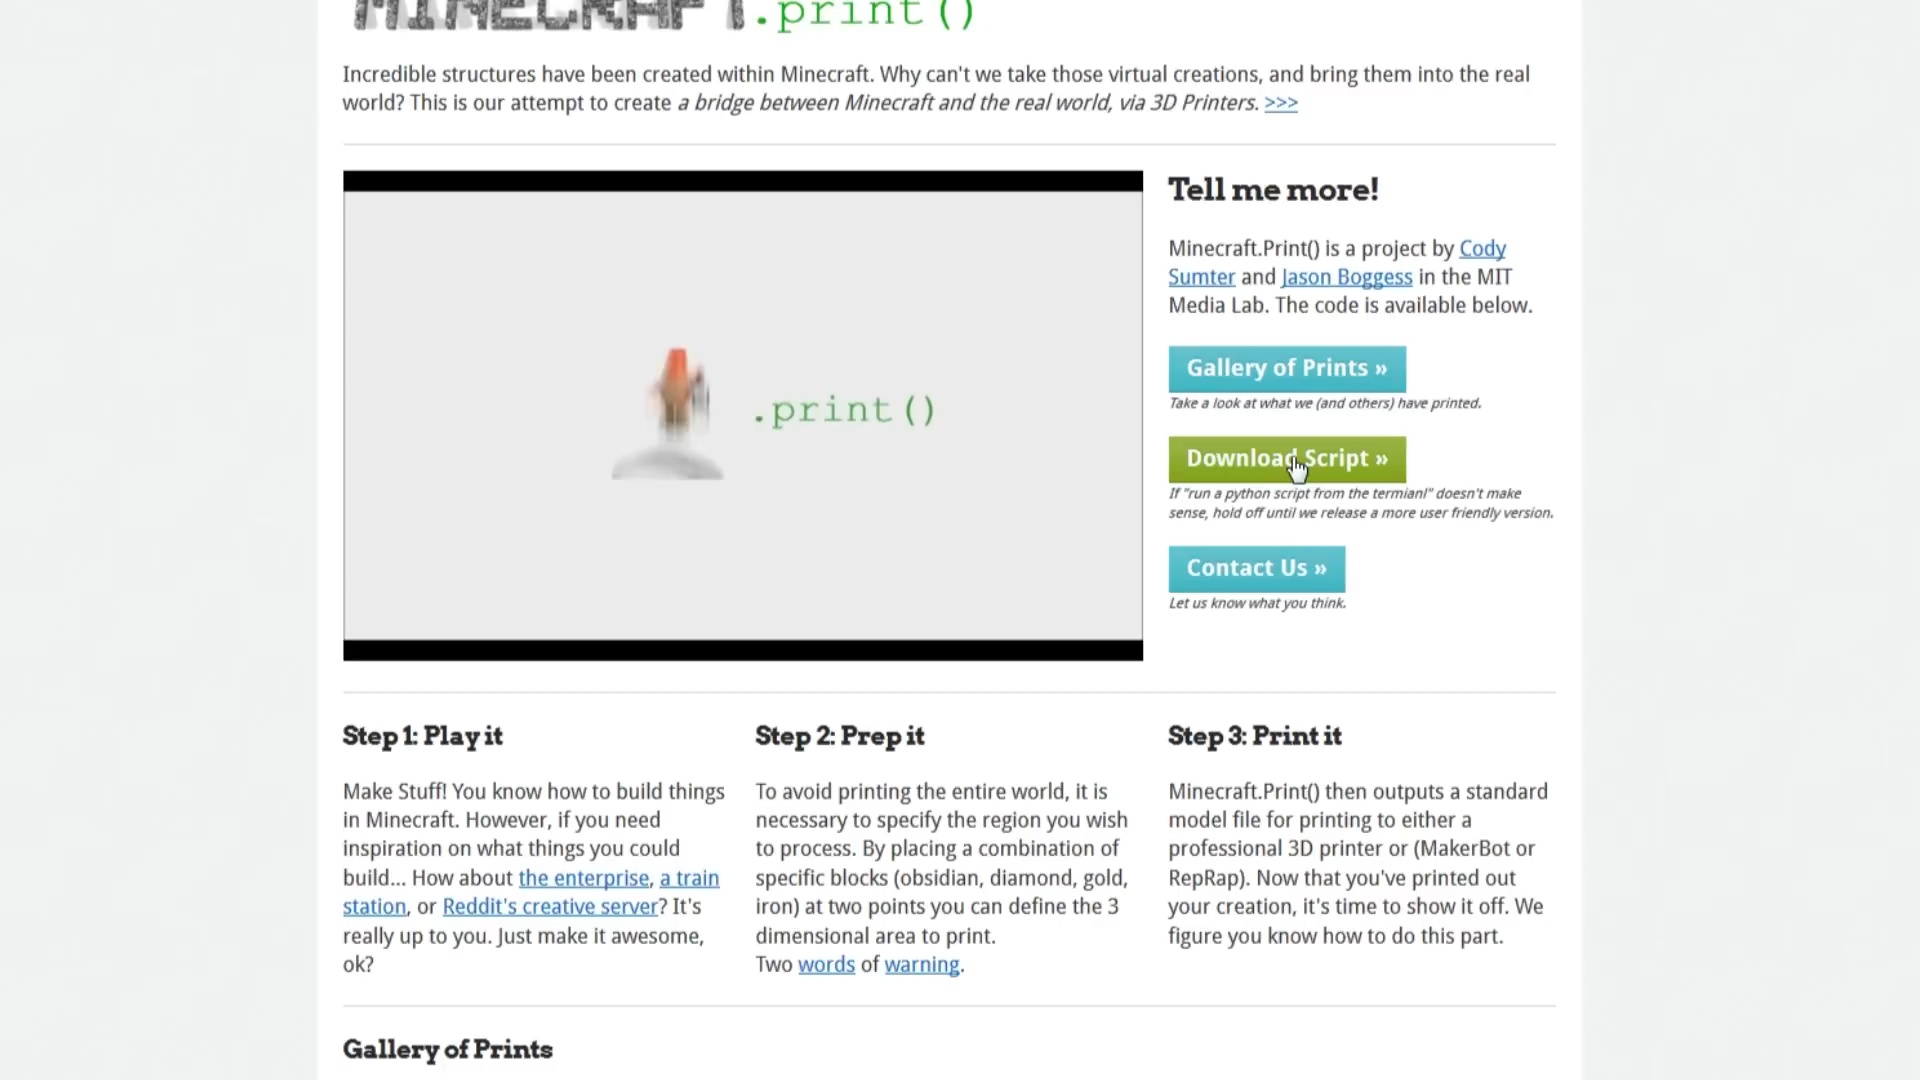 MINECRAFT.print()
Incredible structures have been created within Minecraft. Why can't we take those virtual creations, and bring them into the real
world? This is our attempt to create a bridge between Minecraft and the real world, via 3D Printers. >>>
.print()
Tell me more!
Minecraft.Print() is a project by Cody
Sumter and Jason Boggess in the MIT
Media Lab. The code is available below.
Gallery of Prints »
Take a look at what we (and others) have printed.
Download Script »
If "run a python script from the termianl" doesn't make
sense, hold off until we release a more user friendly version.
Contact Us »
Let us know what you think.
Step 1: Play it
Make Stuff! You know how to build things
in Minecraft. However, if you need
inspiration on what things you could
build... How about the enterprise, a train
station, or Reddit's creative server? It's
really up to you. Just make it awesome,
ok?
Step 2: Prep it
To avoid printing the entire world, it is
necessary to specify the region you wish
to process. By placing a combination of
specific blocks (obsidian, diamond, gold,
iron) at two points you can define the 3
dimensional area to print.
Two words of warning.
Step 3: Print it
Minecraft.Print() then outputs a standard
model file for printing to either a
professional 3D printer or (MakerBot or
RepRap). Now that you've printed out
your creation, it's time to show it off. We
figure you know how to do this part.
Gallery of Prints